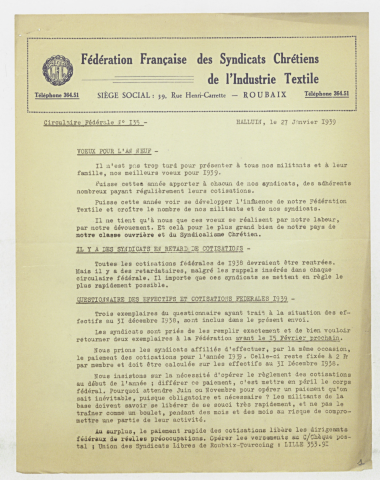 Fédération Française des Syndicats Chrétiens
de l'Industrie Textile
Téléphone 304.51
SIÈGE SOCIAL : 39, Rue Henri-Carrette - ROUBAIX
Téléphone 304.51
Circulaire Fédérale N° 135 -
HALLUIN, le 27 Janvier 1939
VOEUX POUR L'AN NEUF -
Il n'est pas trop tard pour présenter à tous nos militants et à leur
famille, nos meilleurs voeux pour 1939.
Puisse cette année apporter à chacun de nos syndicats, des adhérents
nombreux payant régulièrement leurs cotisations.
Puisse cette année voir se développer l'influence de notre Fédération
Textile et croître le nombre de nos militants et de nos syndicats.
Il ne tient qu'à nous que ces voeux se réalisent par notre labeur,
par notre dévouement. Et celà pour le plus grand bien de notre pays de
notre classe ouvrière et du Syndicalisme Chrétien.
IL Y A DES SYNDICATS EN RETARD DE COTISATIONS -
Toutes les cotisations fédérales de 1938 devraient être rentrées.
Mais il y a des retardataires, malgré les rappels insérés dans chaque
circulaire fédérale. Il importe que ces syndicats se mettent en règle le
plus rapidement possible.
QUESTIONNAIRE DES EFFECTIFS ET COTISATIONS FEDERALES 1939 -
Trois exemplaires du questionnaire ayant trait à la situation des ef-
fectifs au 31 décembre 1938, sont inclus dans le présent envoi.
Les syndicats sont priés de les remplir exactement et de bien vouloir
retourner deux exemplaires à la Fédération avant le 15 Février prochain.
Nous prions les syndicats affiliés d'effectuer, par la même occasion,
le paiement des cotisations pour l'année 1939. Celle-ci reste fixée à 2 fr
par membre et doit être calculée sur les effectifs au 31 Décembre 1938.
Nous insistons sur la nécessité d'opérer le règlement des cotisations
au début de l'année : différer ce paiement, c'est mettre en péril le corps
fédéral. Pourquoi attendre Juin ou Novembre pour opérer un paiement qu'on
sait inévitable, puisque obligatoire et nécessaire ? Les militants de la
base doivent savoir se libérer de ce souci très rapidement, et ne pas le
traîner comme un boulet, pendant des mois et des mois au risque de compro-
mettre une partie de leur activité.
Au surplus, le paiement rapide des cotisations libère les dirigeants
fédéraux de réelles préoccupations. Opérer les versements au C/Chèque pos-
tal : Union des Syndicats Libres de Roubaix-Tourcoing : LILLE 353.91